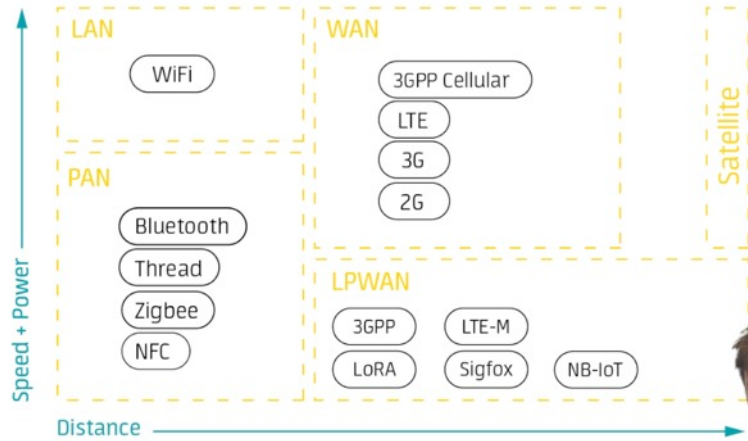 LAN
WiFi
WAN
3GPP Cellular
LTE
3G
2G
Satellite
PAN
Bluetooth
Thread
Zigbee
NFC
LPWAN
3GPP LTE-M
LoRA Sigfox NB-IoT
Speed + Power
Distance